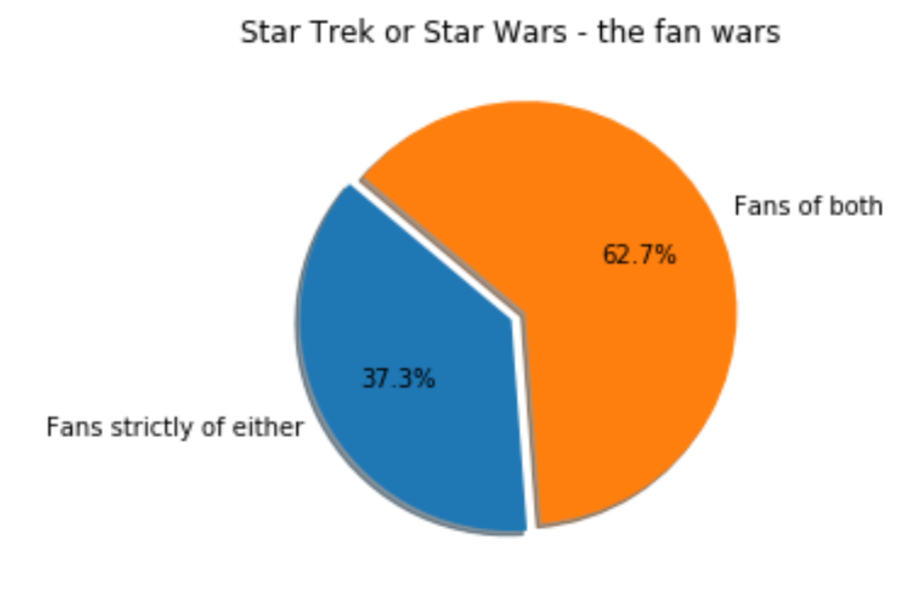 Star Trek or Star Wars - the fan wars
Fans of both
62.7%
37.3%
Fans strictly of either